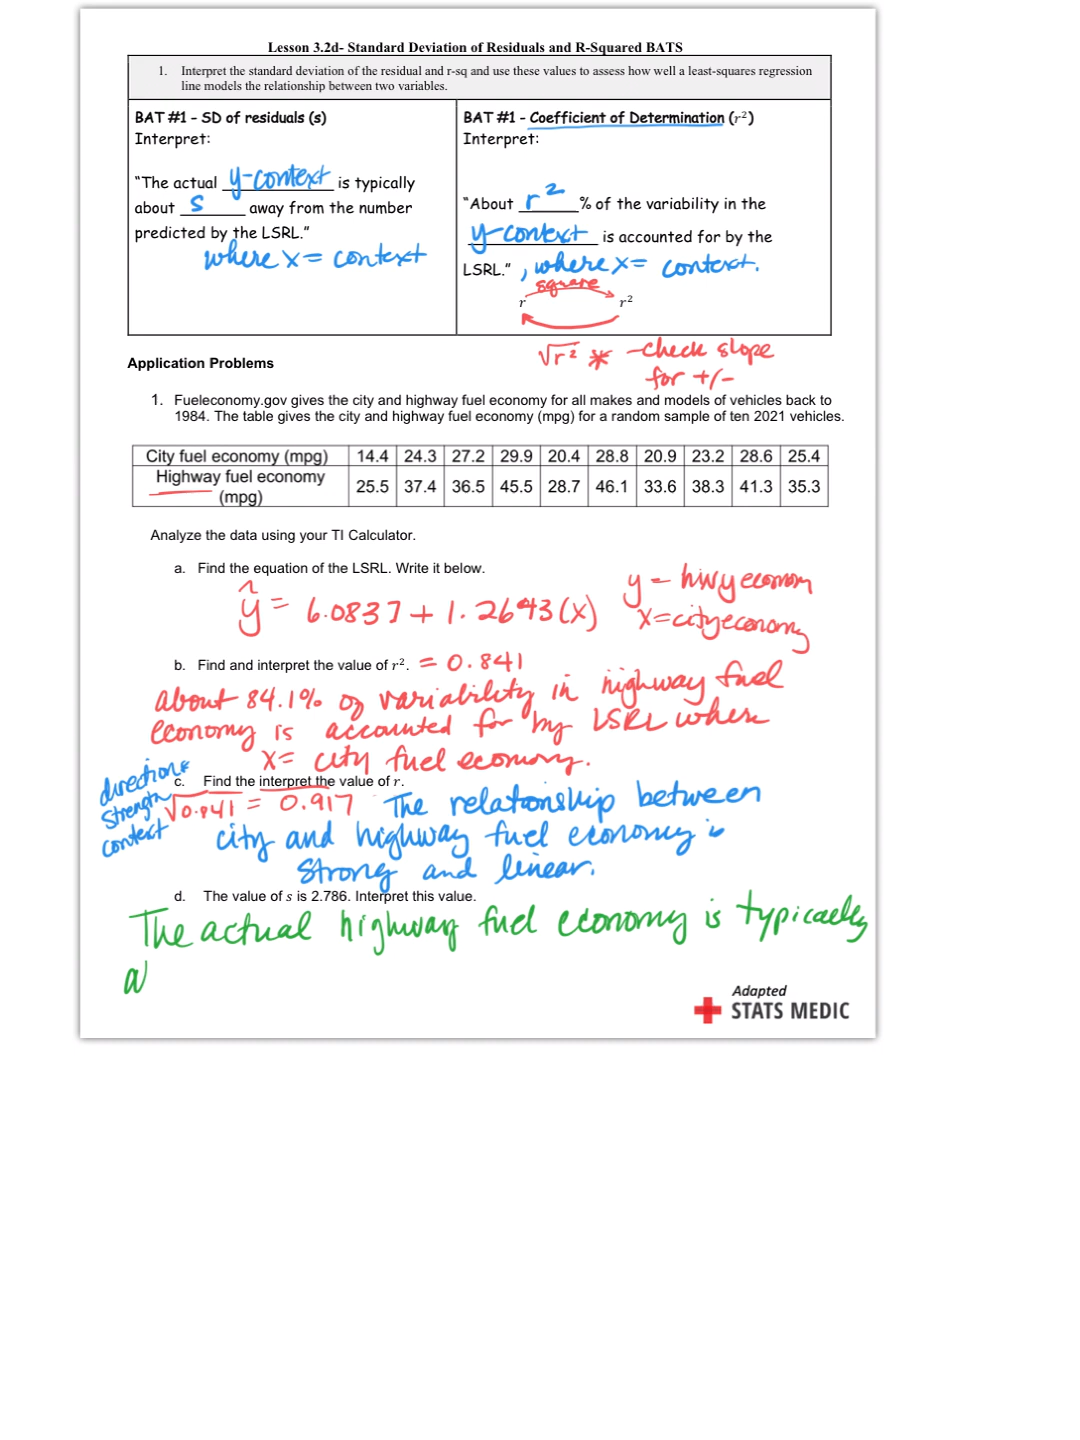 Lesson 3.2d- Standard Deviation of Residuals and R-Squared BATS
1. Interpret the standard deviation of the residual and r-sq and use these values to assess how well a least-squares regression
line models the relationship between two variables.
BAT #1 - SD of residuals (s)
Interpret:
"The actual y-context is typically
about s away from the number
predicted by the LSRL."
where x= context
BAT #1 - Coefficient of Determination (r²)
Interpret:
"About r² % of the variability in the
y-context is accounted for by the
LSRL.", where x= context.
square
r r²
√r² * -check slope
for +/-
Application Problems
1. Fueleconomy.gov gives the city and highway fuel economy for all makes and models of vehicles back to
1984. The table gives the city and highway fuel economy (mpg) for a random sample of ten 2021 vehicles.
City fuel economy (mpg) 14.4 24.3 27.2 29.9 20.4 28.8 20.9 23.2 28.6 25.4
Highway fuel economy
(mpg) 25.5 37.4 36.5 45.5 28.7 46.1 33.6 38.3 41.3 35.3
Analyze the data using your TI Calculator.
a. Find the equation of the LSRL. Write it below.
ŷ = 6.0837 + 1.2643(x)
y - hwy economy
x=city economy
b. Find and interpret the value of r². = 0.841
about 84.1% of variability in highway fuel
economy is accounted for by LSRL where
x= city fuel economy.
direction
strength
context
c. Find the interpret the value of r.
√0.841 = 0.917 The relationship between
city and highway fuel economy is
strong and linear.
d. The value of s is 2.786. Interpret this value.
The actual highway fuel economy is typically
a
Adapted
STATS MEDIC